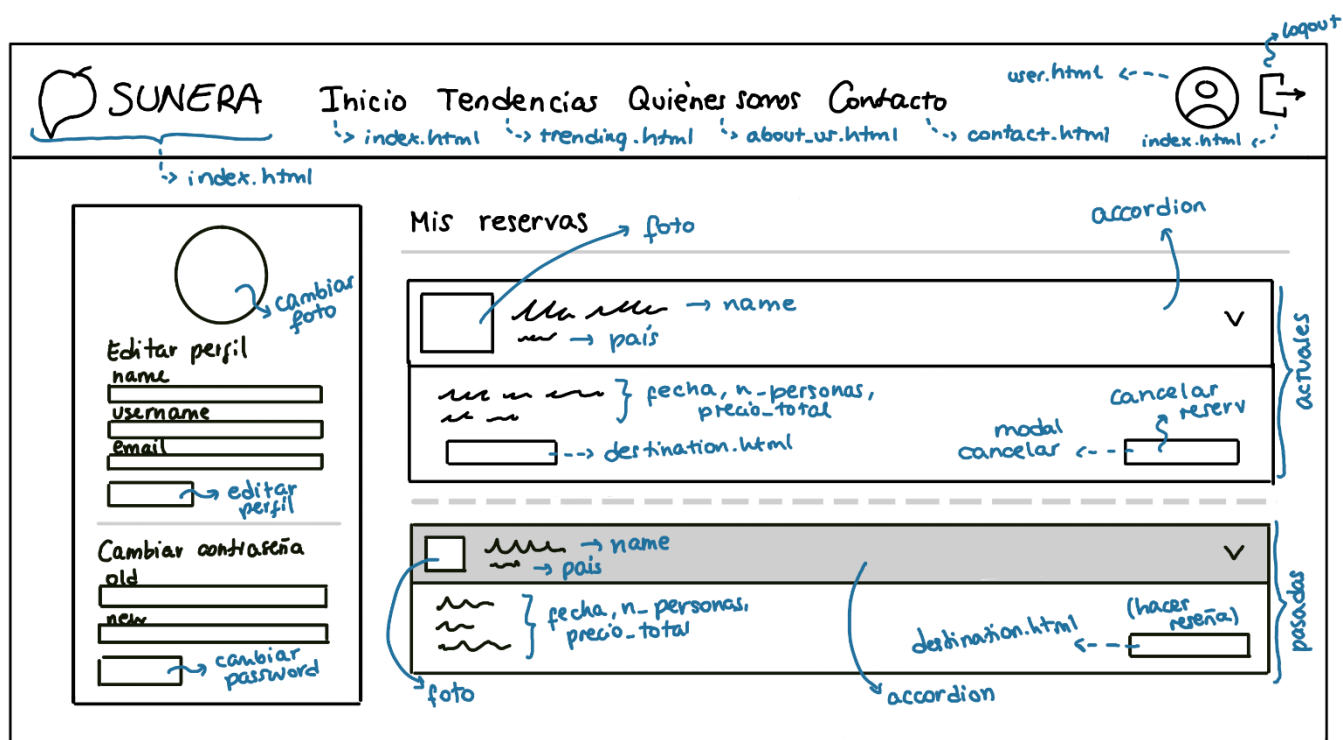 logout
SUNERA
Inicio Tendencias Quiénes somos Contacto
user.html
index.html
trending.html
about_us.html
contact.html
index.html
index.html
cambiar
foto
Editar perfil
name
username
email
editar
perfil
Cambiar contraseña
old
new
cambiar
password
Mis reservas
foto
accordion
name
país
fecha, n_personas,
precio_total
destination.html
cancelar
reserv
modal
cancelar
actuales
name
país
fecha, n_personas,
precio_total
(hacer
reseña)
destination.html
foto
accordion
pasadas